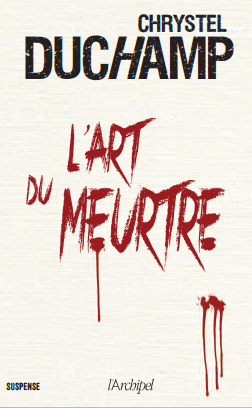 CHRYSTEL
DUCHAMP
L'ART
DU
MEURTRE
SUSPENSE
l'Archipel